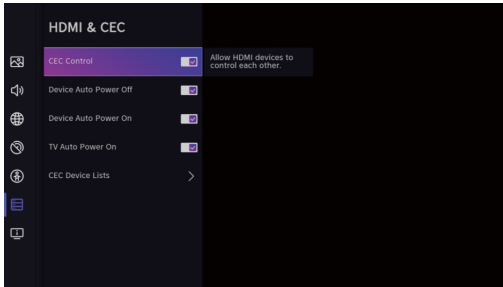 HDMI & CEC
CEC Control
Allow HDMI devices to
control each other.
Device Auto Power Off
Device Auto Power On
TV Auto Power On
CEC Device Lists